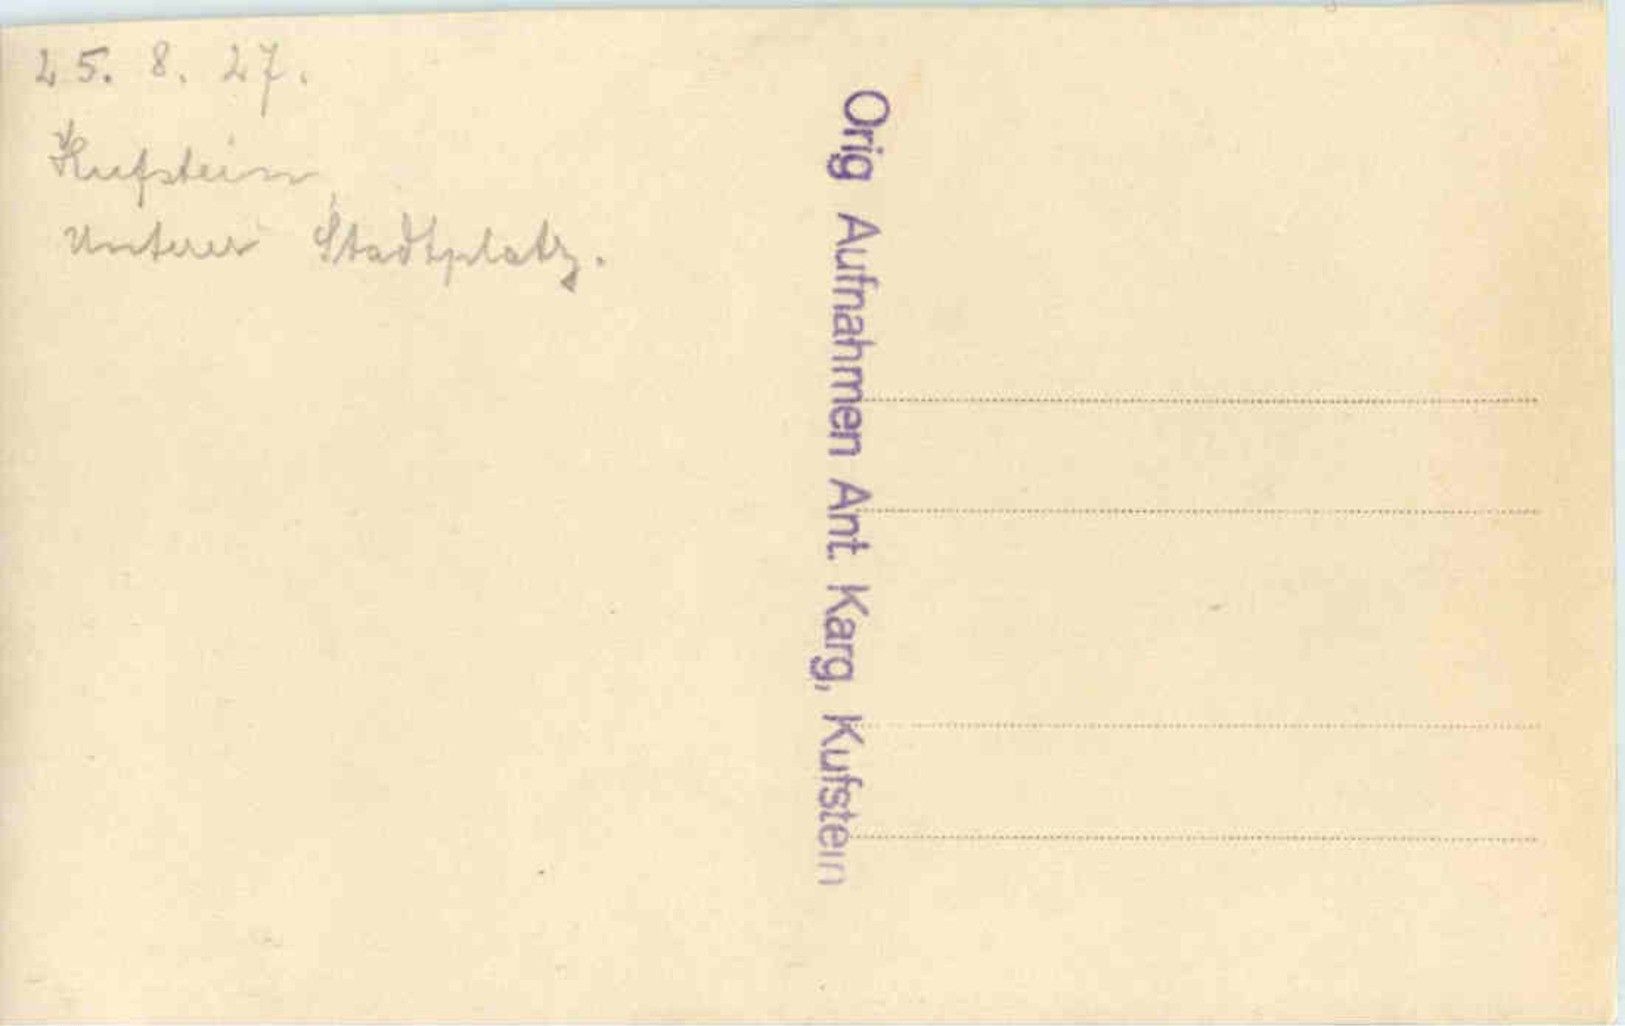 25. 8. 27.
Kufstein
Unterer Stadtplatz.
Orig Aufnahmen Ant. Karg, Kufstein